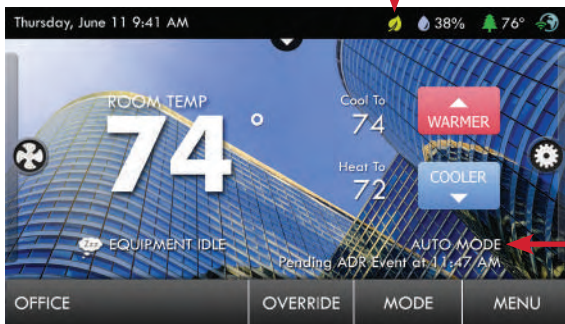 Thursday, June 11 9:41 AM 38% 76°
ROOM TEMP
74°
Cool To
74
WARMER
Heat To
72
COOLER
Zzz EQUIPMENT IDLE
AUTO MODE
Pending ADR Event at 11:47 AM
OFFICE OVERRIDE MODE MENU